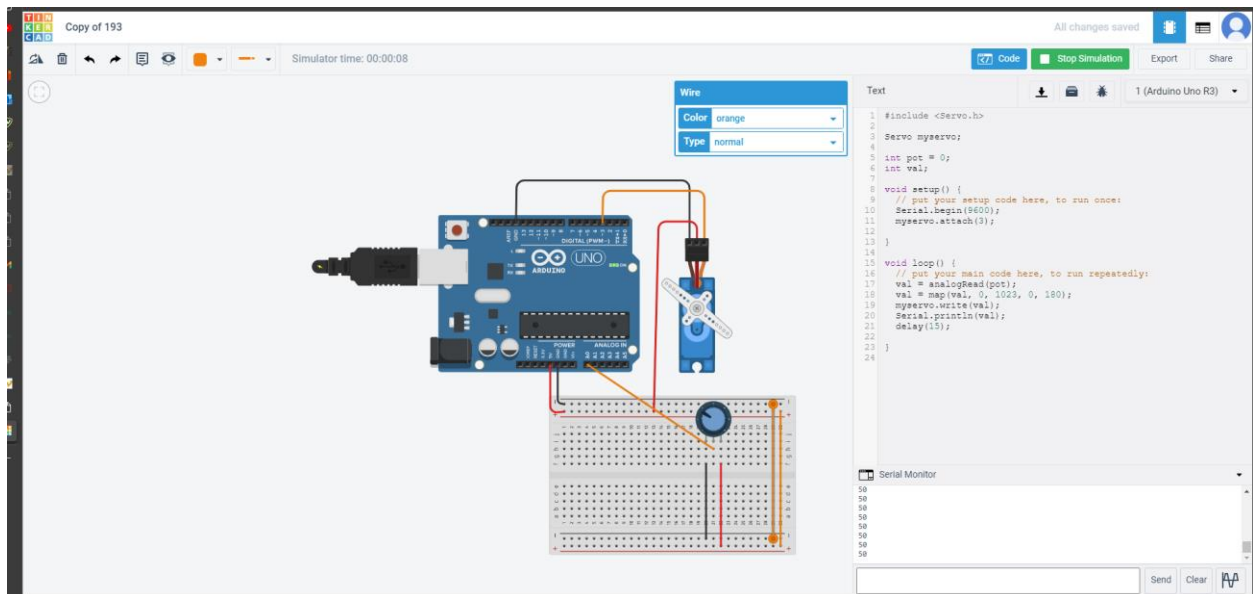 TIN
KER
CAD
Copy of 193
All changes saved
Simulator time: 00:00:08
Code
Stop Simulation
Export
Share
Wire
Color orange
Type normal
Text
1 (Arduino Uno R3)
1 #include <Servo.h>
2
3 Servo myservo;
4
5 int pot = 0;
6 int val;
7
8 void setup() {
9 // put your setup code here, to run once:
10 Serial.begin(9600);
11 myservo.attach(3);
12
13 }
14
15 void loop() {
16 // put your main code here, to run repeatedly:
17 val = analogRead(pot);
18 val = map(val, 0, 1023, 0, 180);
19 myservo.write(val);
20 Serial.println(val);
21 delay(15);
22
23 }
24
DIGITAL (PWM~)
UNO
ARDUINO
POWER
ANALOG IN
Serial Monitor
50
50
50
50
50
50
50
50
Send
Clear